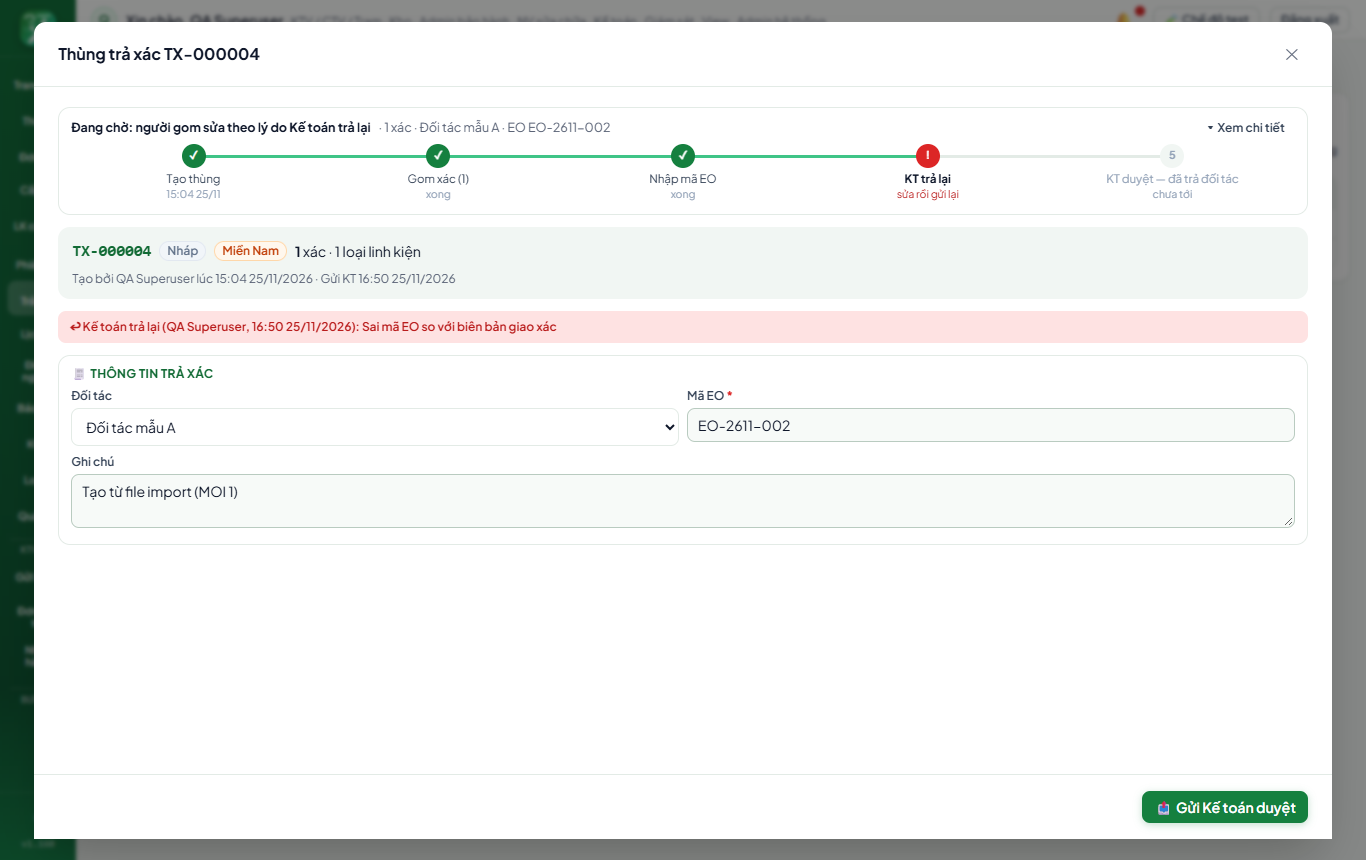 Thùng trả xác TX-000004
Đang chờ: người gom sửa theo lý do Kế toán trả lại · 1 xác · Đối tác mẫu A · EO EO-2611-002
Xem chi tiết
Tạo thùng
15:04 25/11
Gom xác (1)
xong
Nhập mã EO
xong
!
KT trả lại
sửa rồi gửi lại
5
KT duyệt — đã trả đối tác
chưa tới
TX-000004 Nháp Miền Nam 1 xác · 1 loại linh kiện
Tạo bởi QA Superuser lúc 15:04 25/11/2026 · Gửi KT 16:50 25/11/2026
↩ Kế toán trả lại (QA Superuser, 16:50 25/11/2026): Sai mã EO so với biên bản giao xác
THÔNG TIN TRẢ XÁC
Đối tác
Đối tác mẫu A
Mã EO *
EO-2611-002
Ghi chú
Tạo từ file import (MOI 1)
Gửi Kế toán duyệt